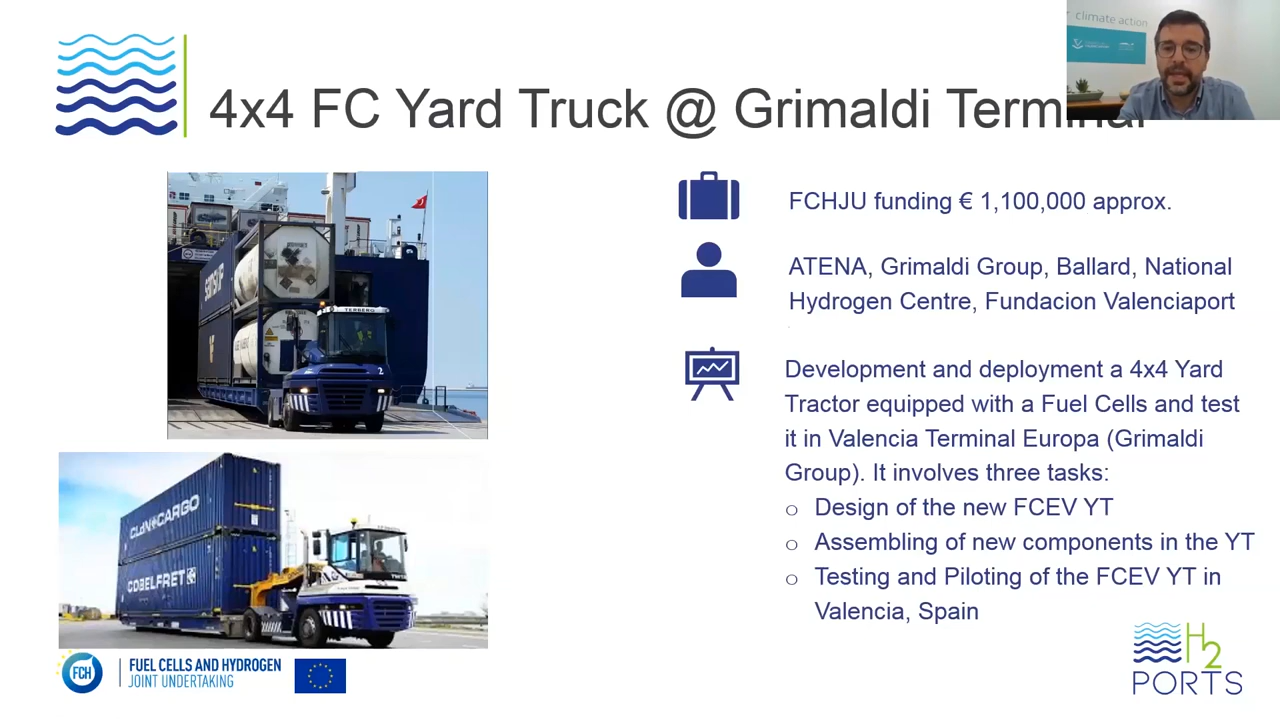 r climate action
4x4 FC Yard Truck @ Grimaldi Terminal
FCHJU funding € 1,100,000 approx.
ATENA, Grimaldi Group, Ballard, National
Hydrogen Centre, Fundacion Valenciaport
TERBERG
2
Development and deployment a 4x4 Yard
Tractor equipped with a Fuel Cells and test
it in Valencia Terminal Europa (Grimaldi
Group). It involves three tasks:
Design of the new FCEV YT
Assembling of new components in the YT
Testing and Piloting of the FCEV YT in
Valencia, Spain
CLdN CARGO
COBELFRET
FCH
FUEL CELLS AND HYDROGEN
JOINT UNDERTAKING
H2
PORTS